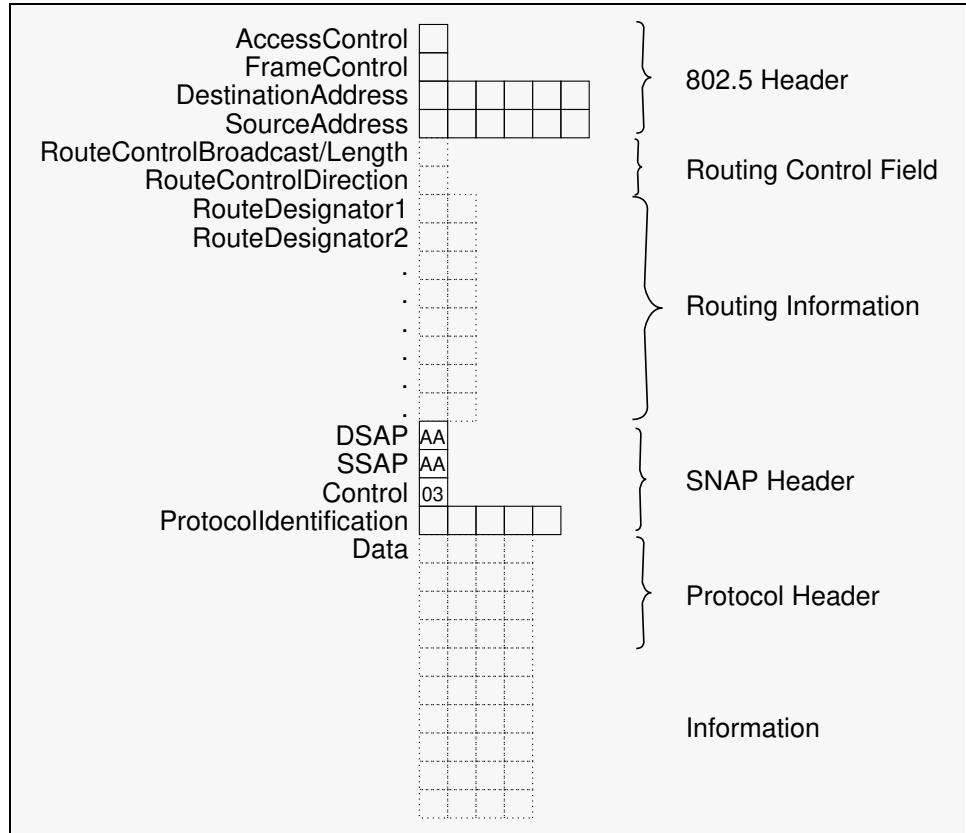 AccessControl
FrameControl
802.5 Header
DestinationAddress
SourceAddress
RouteControlBroadcast/Length
RouteControlDirection
Routing Control Field
RouteDesignator1
RouteDesignator2
.
.
Routing Information
.
.
.
.
DSAP AA
SSAP AA
SNAP Header
Control 03
ProtocolIdentification
Data
Protocol Header
Information